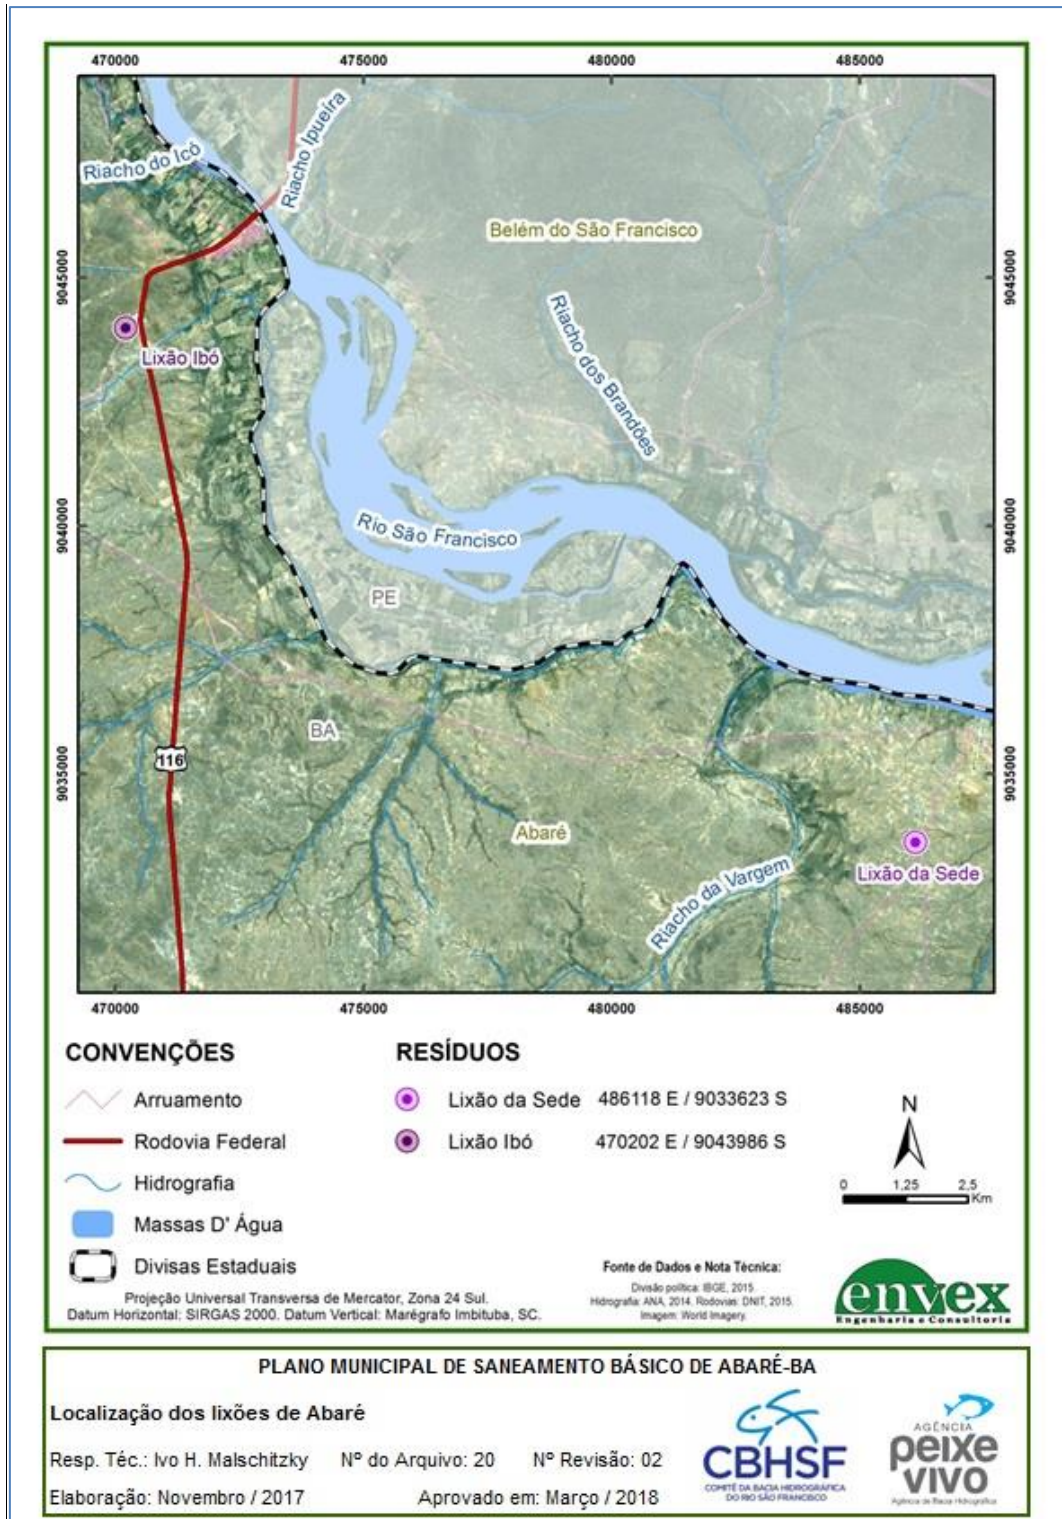 470000 475000 480000 485000
Riacho do Icó
Riacho Ipueira
Belém do São Francisco
9045000
9045000
Riacho dos Brandões
Lixão Ibó
9040000
Rio São Francisco
9040000
PE
BA
116
9035000
9035000
Abaré
Riacho da Vargem
Lixão da Sede
470000 475000 480000 485000
CONVENÇÕES
Arruamento
Rodovia Federal
Hidrografia
Massas D' Água
Divisas Estaduais
RESÍDUOS
Lixão da Sede 486118 E / 9033623 S
Lixão Ibó 470202 E / 9043986 S
N
0 1,25 2,5
Km
Projeção Universal Transversa de Mercator, Zona 24 Sul.
Datum Horizontal: SIRGAS 2000. Datum Vertical: Marégrafo Imbituba, SC.
Fonte de Dados e Nota Técnica:
Divisão política: IBGE, 2015
Hidrografia: ANA, 2014. Rodovias: DNIT, 2015.
Imagem: World Imagery.
envex
Engenharia e Consultoria
PLANO MUNICIPAL DE SANEAMENTO BÁSICO DE ABARÉ-BA
Localização dos lixões de Abaré
Resp. Téc.: Ivo H. Malschitzky Nº do Arquivo: 20 Nº Revisão: 02
Elaboração: Novembro / 2017 Aprovado em: Março / 2018
CBHSF
COMITÊ DA BACIA HIDROGRÁFICA
DO RIO SÃO FRANCISCO
AGÊNCIA
peixe
vivo
Agência de Bacia Hidrográfica